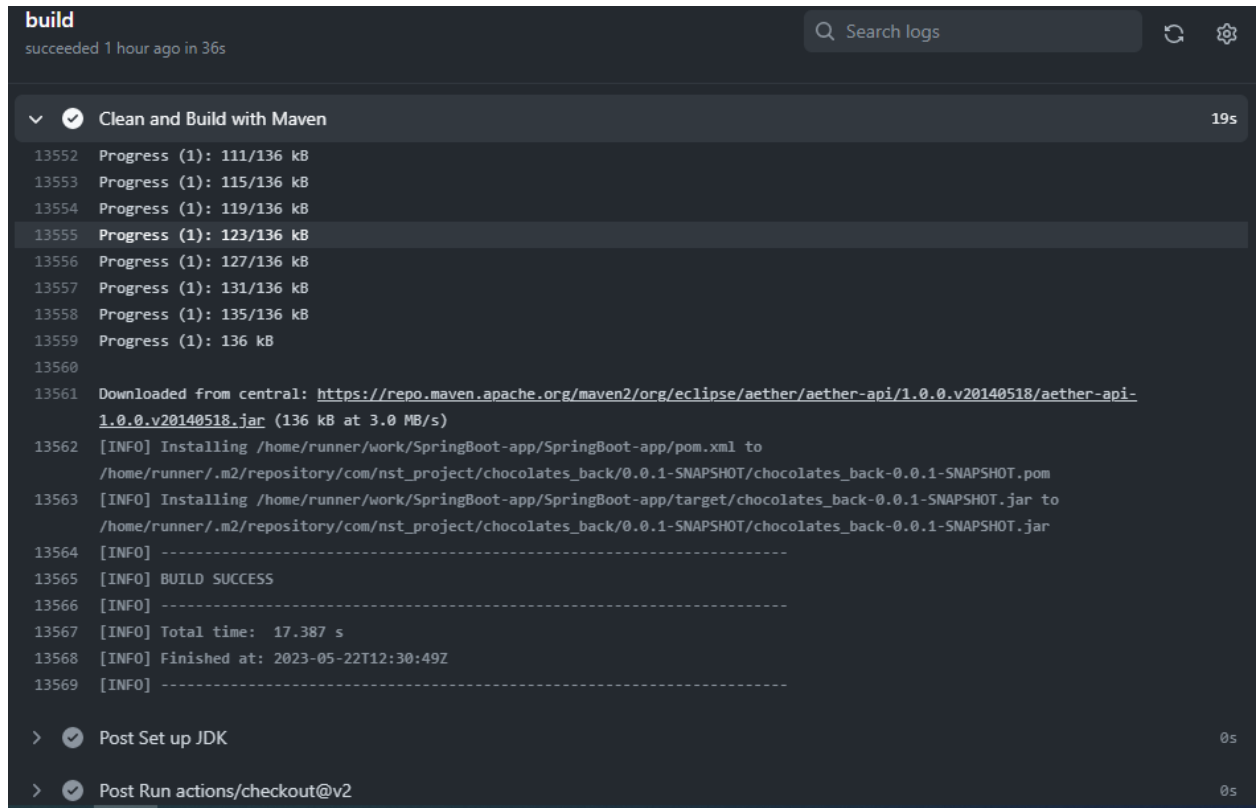 build
succeeded 1 hour ago in 36s
Search logs
Clean and Build with Maven 19s
13552 Progress (1): 111/136 kB
13553 Progress (1): 115/136 kB
13554 Progress (1): 119/136 kB
13555 Progress (1): 123/136 kB
13556 Progress (1): 127/136 kB
13557 Progress (1): 131/136 kB
13558 Progress (1): 135/136 kB
13559 Progress (1): 136 kB
13560
13561 Downloaded from central: https://repo.maven.apache.org/maven2/org/eclipse/aether/aether-api/1.0.0.v20140518/aether-api-
1.0.0.v20140518.jar (136 kB at 3.0 MB/s)
13562 [INFO] Installing /home/runner/work/SpringBoot-app/SpringBoot-app/pom.xml to
/home/runner/.m2/repository/com/nst_project/chocolates_back/0.0.1-SNAPSHOT/chocolates_back-0.0.1-SNAPSHOT.pom
13563 [INFO] Installing /home/runner/work/SpringBoot-app/SpringBoot-app/target/chocolates_back-0.0.1-SNAPSHOT.jar to
/home/runner/.m2/repository/com/nst_project/chocolates_back/0.0.1-SNAPSHOT/chocolates_back-0.0.1-SNAPSHOT.jar
13564 [INFO] ------------------------------------------------------------------------
13565 [INFO] BUILD SUCCESS
13566 [INFO] ------------------------------------------------------------------------
13567 [INFO] Total time:  17.387 s
13568 [INFO] Finished at: 2023-05-22T12:30:49Z
13569 [INFO] ------------------------------------------------------------------------
Post Set up JDK 0s
Post Run actions/checkout@v2 0s